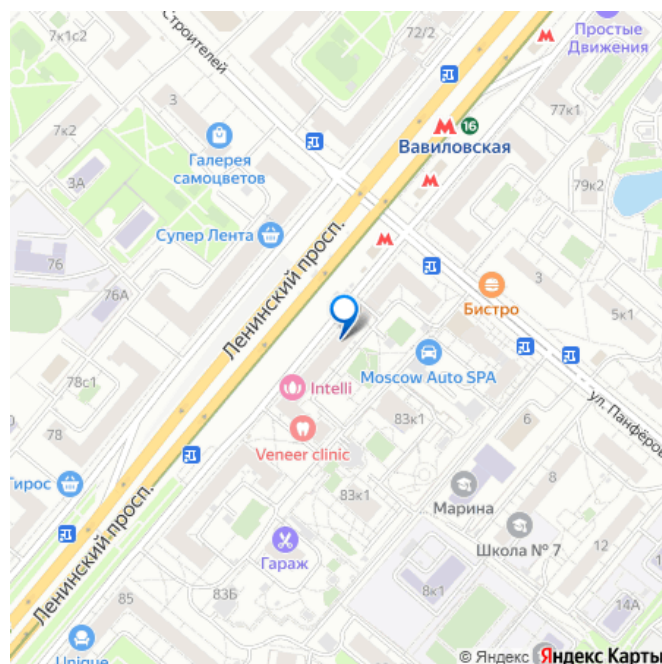 7к1с2
Строителей
72/2
Простые
Движения
3
7к2
Галерея
самоцветов
16
Вавиловская
77к1
79к2
3А
Супер Лента
76
76А
Ленинский просп.
Бистро
3
5к1
78с1
Intelli
Moscow Auto SPA
ул. Панфёров
78
Veneer clinic
83к1
6
Гирос
83к1
Марина
8
Школа № 7
12
Ленинский просп.
Гараж
85
83Б
8к1
14А
Unique
© Яндекс Яндекс Карты